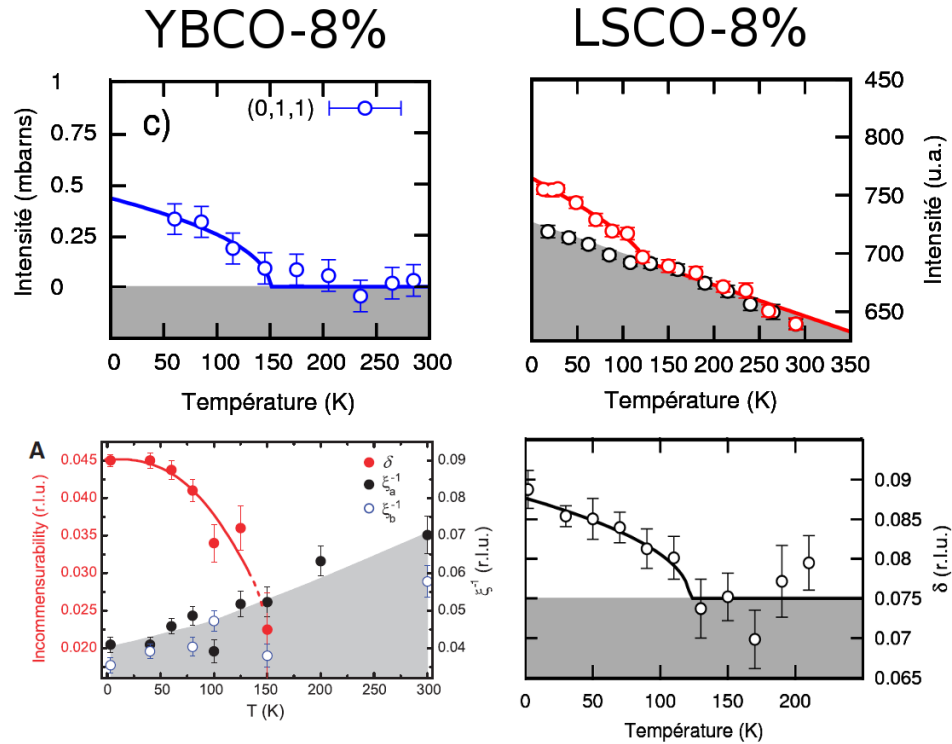 YBCO-8%
LSCO-8%
c)
(0,1,1)
Intensité (mbarns)
1
0.75
0.5
0.25
0
0 50 100 150 200 250 300
Température (K)
Intensité (u.a.)
450
800
750
700
650
0 50 100 150 200 250 300 350
Température (K)
A
Incommensurability (r.l.u.)
0.045
0.040
0.035
0.030
0.025
0.020
δ
ξa-1
ξb-1
0.09
0.08
0.07
0.06
0.05
0.04
ξ-1 (r.l.u.)
0 50 100 150 200 250 300
T (K)
0.09
0.085
0.08
0.075
0.07
0.065
δ (r.l.u.)
0 50 100 150 200
Température (K)